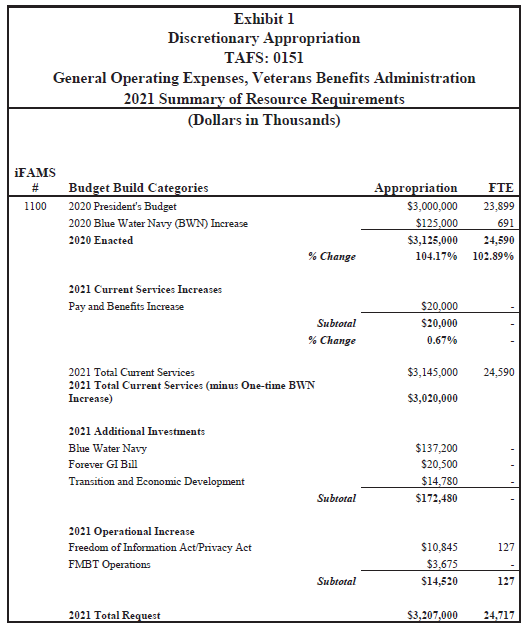 Exhibit 1
Discretionary Appropriation
TAFS: 0151
General Operating Expenses, Veterans Benefits Administration
2021 Summary of Resource Requirements
(Dollars in Thousands)
iFAMS
# Budget Build Categories Appropriation FTE
1100 2020 President's Budget $3,000,000 23,899
2020 Blue Water Navy (BWN) Increase $125,000 691
2020 Enacted $3,125,000 24,590
% Change 104.17% 102.89%
2021 Current Services Increases
Pay and Benefits Increase $20,000 -
Subtotal $20,000 -
% Change 0.67% -
2021 Total Current Services $3,145,000 24,590
2021 Total Current Services (minus One-time BWN
Increase) $3,020,000
2021 Additional Investments
Blue Water Navy $137,200 -
Forever GI Bill $20,500 -
Transition and Economic Development $14,780 -
Subtotal $172,480 -
2021 Operational Increase
Freedom of Information Act/Privacy Act $10,845 127
FMBT Operations $3,675 -
Subtotal $14,520 127
2021 Total Request $3,207,000 24,717